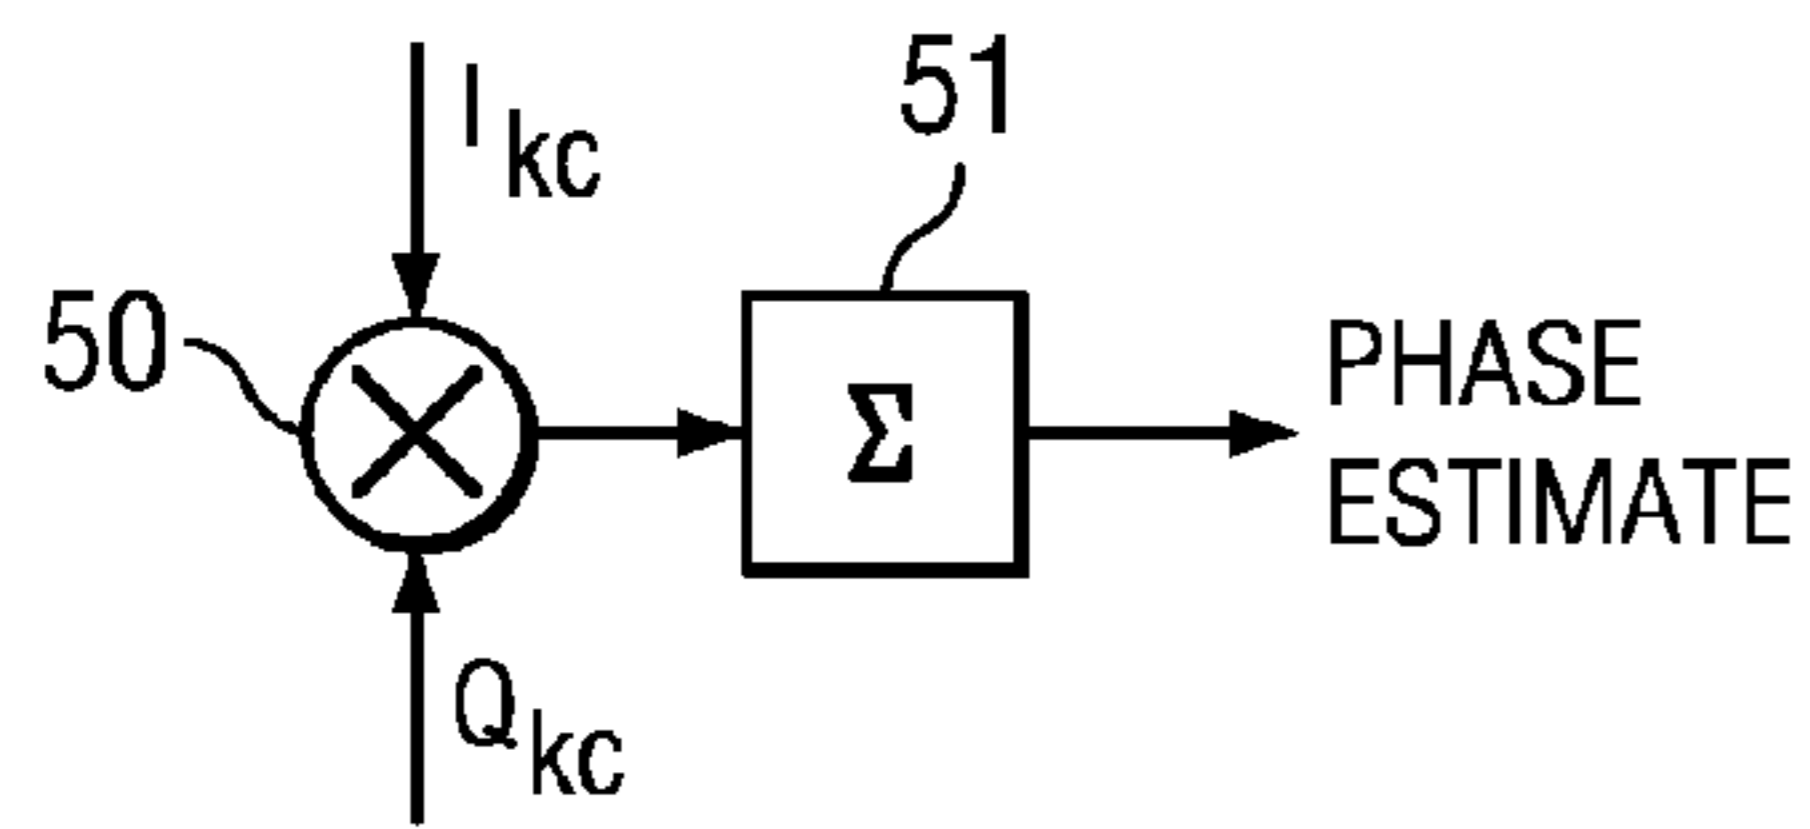 51
I kc
50
Σ
PHASE
ESTIMATE
Q kc